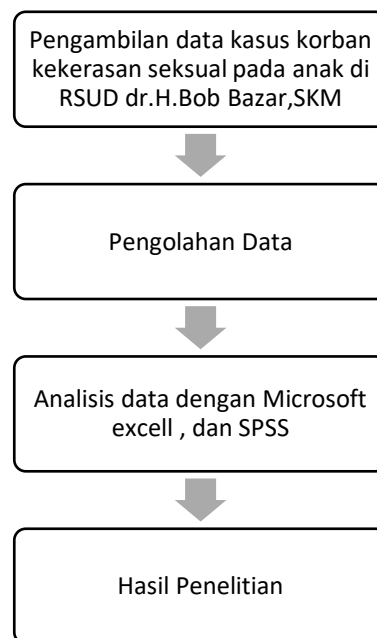 Pengambilan data kasus korban
kekerasan seksual pada anak di
RSUD dr.H.Bob Bazar,SKM
Pengolahan Data
Analisis data dengan Microsoft
excell , dan SPSS
Hasil Penelitian